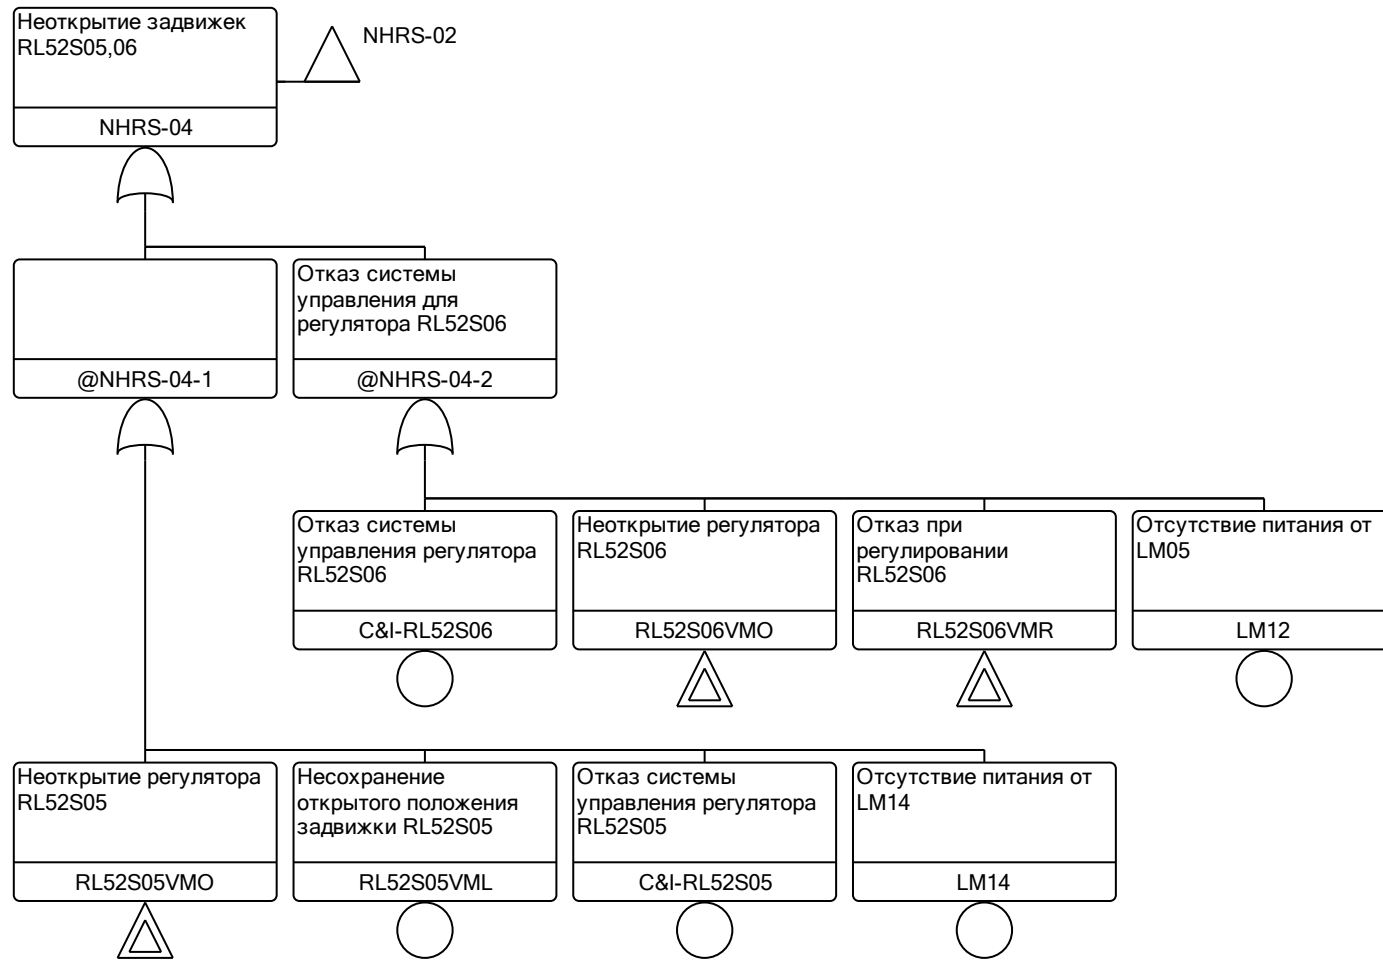 Неоткрытие задвижек
RL52S05,06
NHRS-04
NHRS-02
@NHRS-04-1
Отказ системы
управления для
регулятора RL52S06
@NHRS-04-2
Отказ системы
управления регулятора
RL52S06
C&I-RL52S06
Неоткрытие регулятора
RL52S06
RL52S06VMO
Отказ при
регулировании
RL52S06
RL52S06VMR
Отсутствие питания от
LM05
LM12
Неоткрытие регулятора
RL52S05
RL52S05VMO
Несохранение
открытого положения
задвижки RL52S05
RL52S05VML
Отказ системы
управления регулятора
RL52S05
C&I-RL52S05
Отсутствие питания от
LM14
LM14